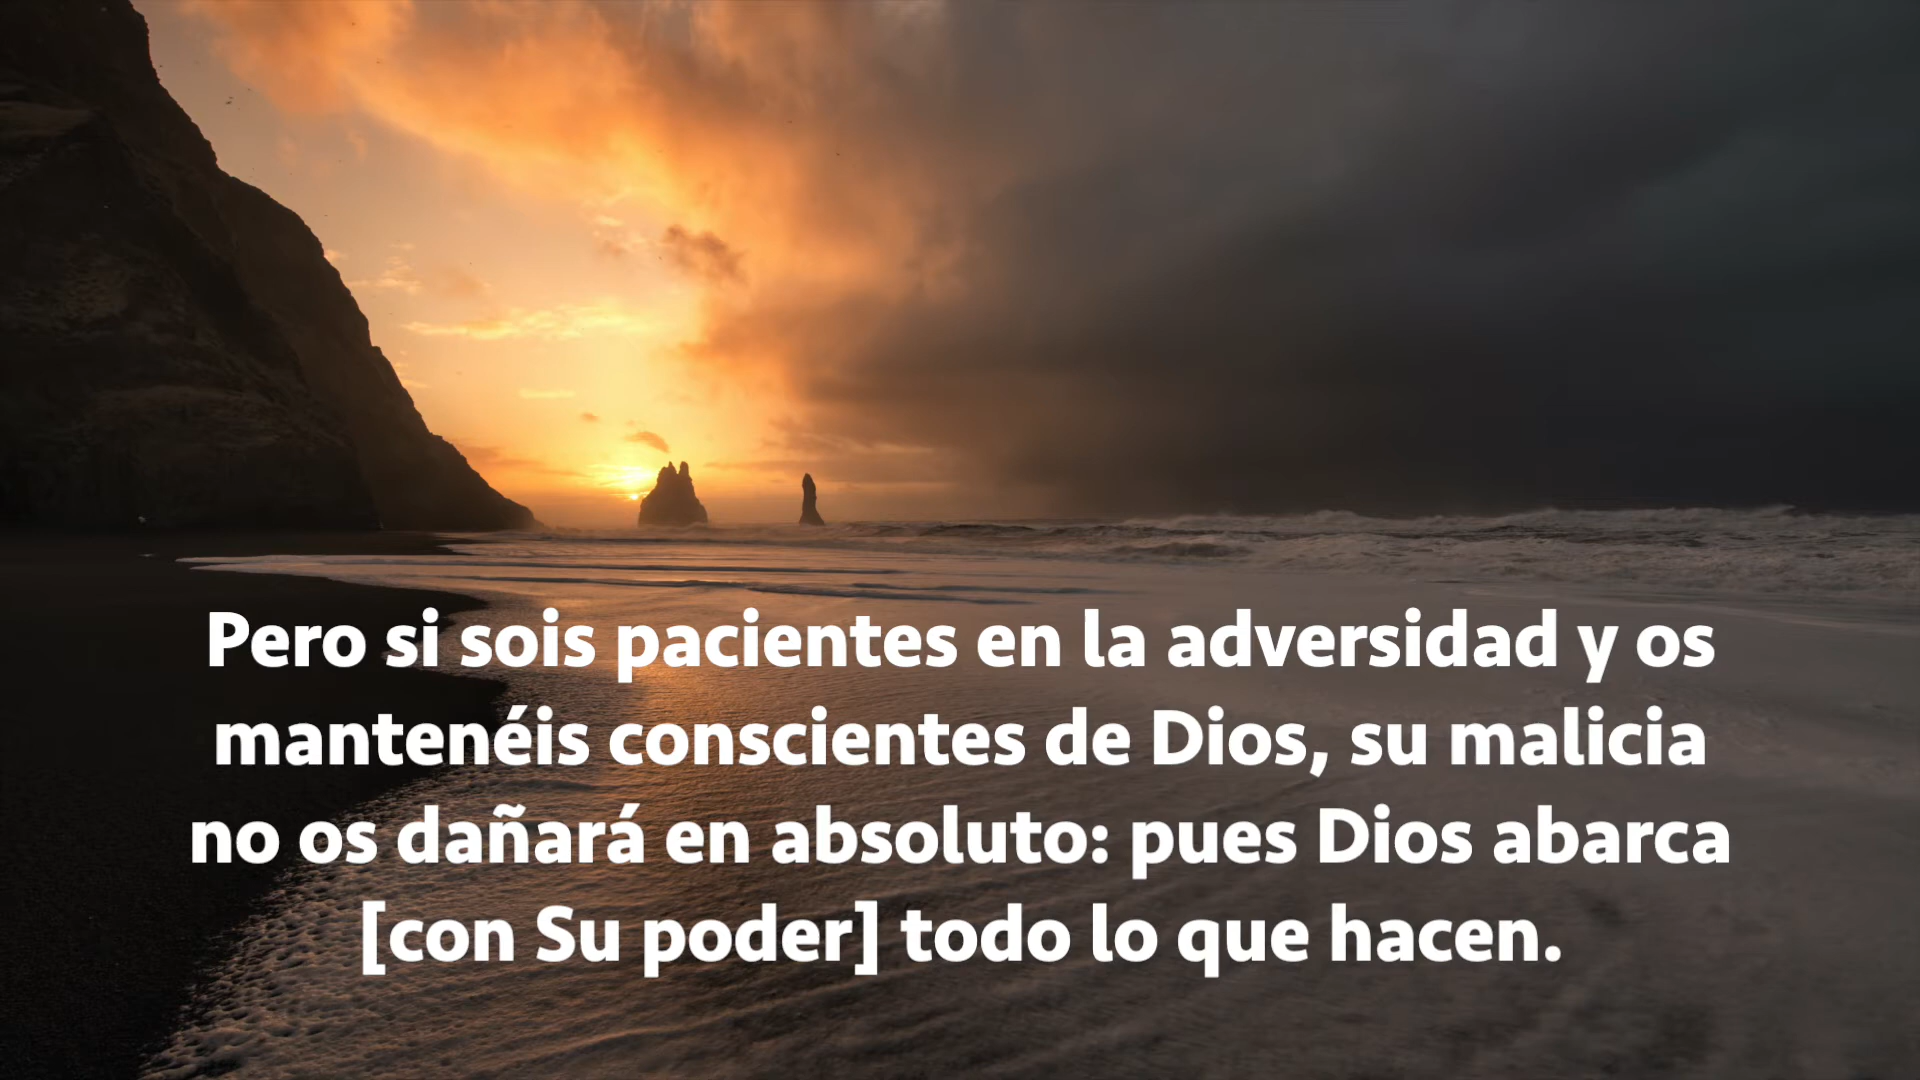 Pero si sois pacientes en la adversidad y os
mantenéis conscientes de Dios, su malicia
no os dañará en absoluto: pues Dios abarca
[con Su poder] todo lo que hacen.